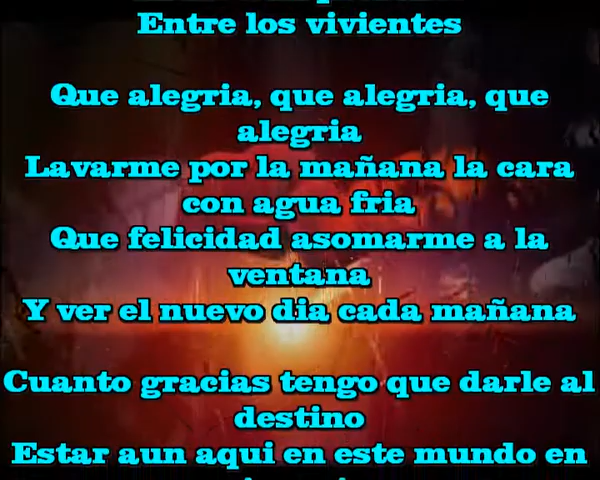 Entre los vivientes
Que alegria, que alegria, que
alegria
Lavarme por la mañana la cara
con agua fria
Que felicidad asomarme a la
ventana
Y ver el nuevo dia cada mañana
Cuanto gracias tengo que darle al
destino
Estar aun aqui en este mundo en